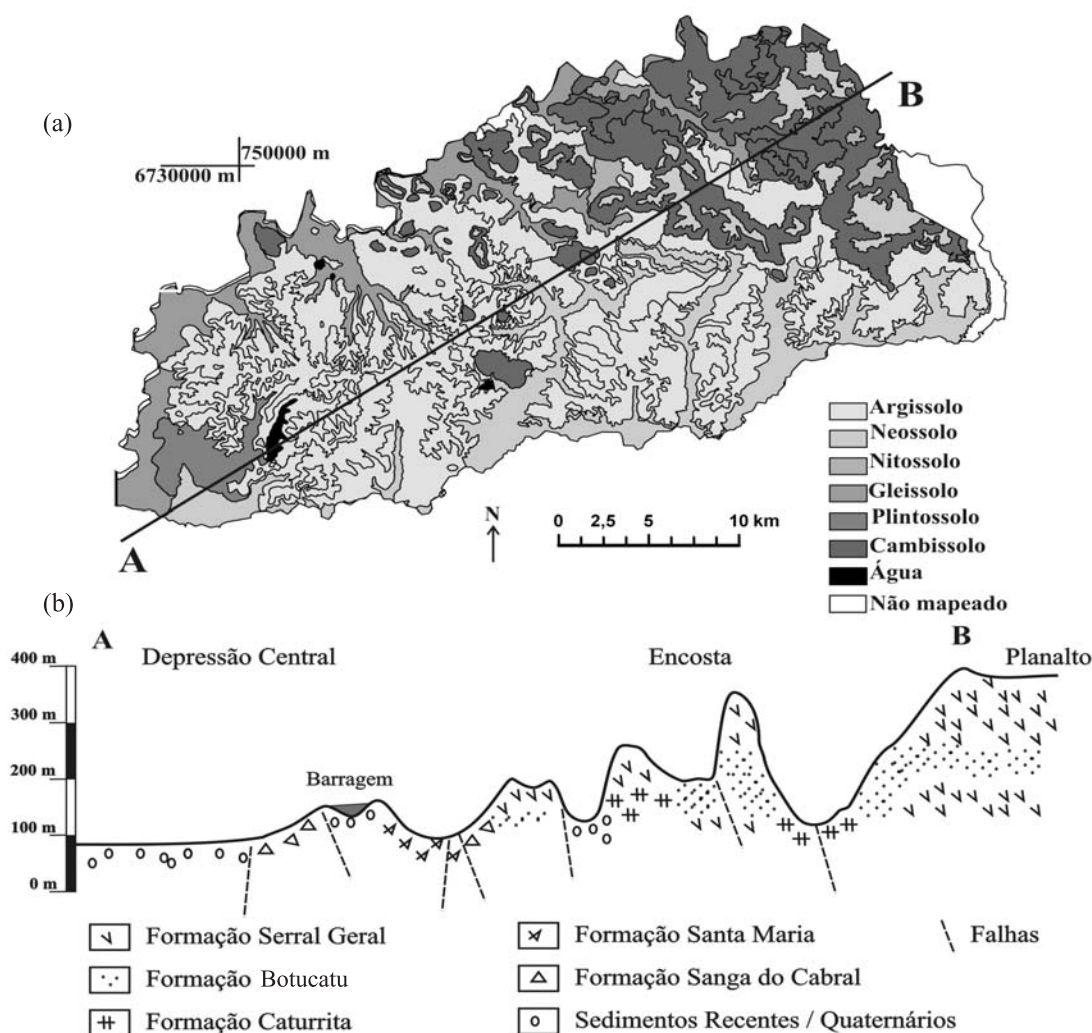 (a)
B
750000 m
6730000 m
A
N
0 2,5 5 10 km
Argissolo
Neossolo
Nitossolo
Gleissolo
Plintossolo
Cambissolo
Água
Não mapeado
(b)
A B
Depressão Central Encosta Planalto
400 m
300 m
200 m
100 m
0 m
Barragem
Formação Serral Geral
Formação Botucatu
Formação Caturrita
Formação Santa Maria
Formação Sanga do Cabral
Sedimentos Recentes / Quaternários
Falhas